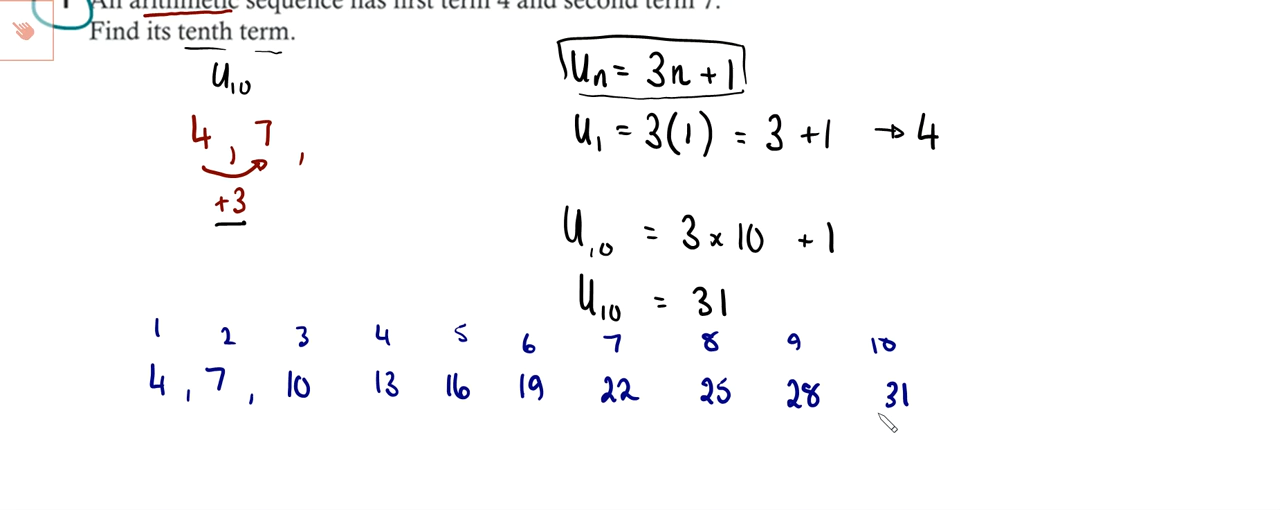 1 An arithmetic sequence has first term 4 and second term 7.
Find its tenth term.
u10
4, 7,
+3
un = 3n + 1
u1 = 3(1) = 3 + 1 → 4
u10 = 3 × 10 + 1
u10 = 31
1 2 3 4 5 6 7 8 9 10
4, 7, 10 13 16 19 22 25 28 31